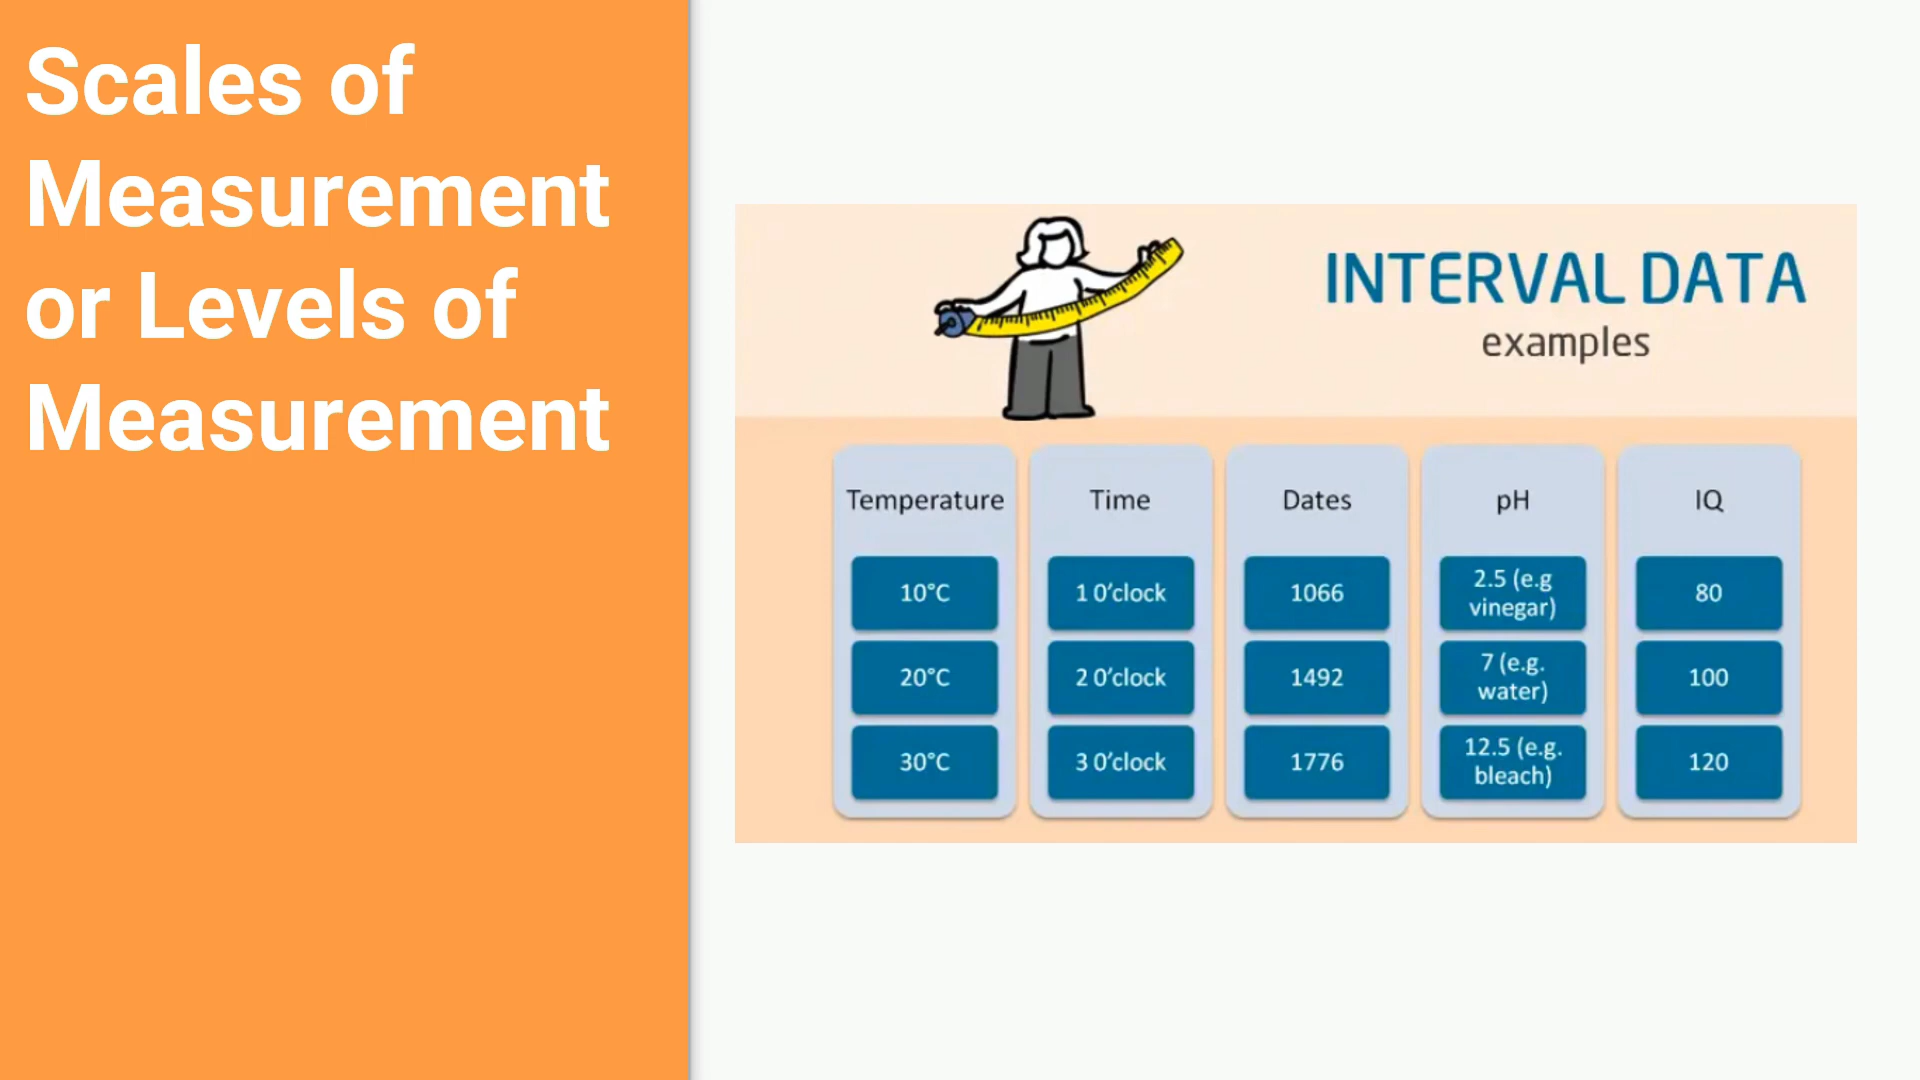 Scales of
Measurement
or Levels of
Measurement
INTERVAL DATA
examples
Temperature
10°C
20°C
30°C
Time
1 O'clock
2 O'clock
3 O'clock
Dates
1066
1492
1776
pH
2.5 (e.g
vinegar)
7 (e.g.
water)
12.5 (e.g.
bleach)
IQ
80
100
120